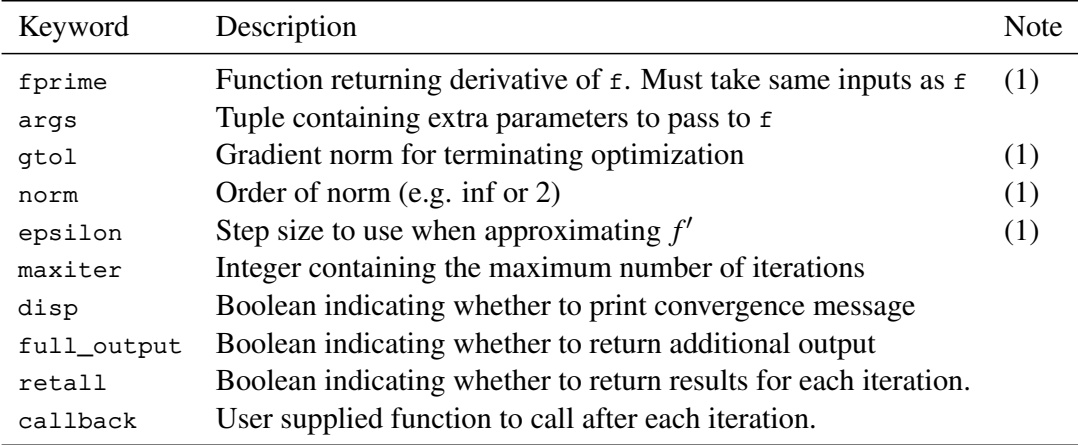 Keyword Description Note
fprime Function returning derivative of f. Must take same inputs as f (1)
args Tuple containing extra parameters to pass to f
gtol Gradient norm for terminating optimization (1)
norm Order of norm (e.g. inf or 2) (1)
epsilon Step size to use when approximating f′ (1)
maxiter Integer containing the maximum number of iterations
disp Boolean indicating whether to print convergence message
full_output Boolean indicating whether to return additional output
retall Boolean indicating whether to return results for each iteration.
callback User supplied function to call after each iteration.